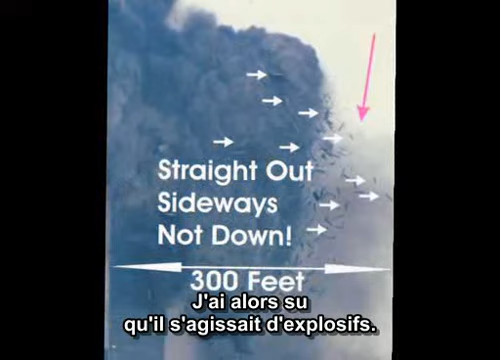 Straight Out
Sideways
Not Down!
300 Feet
J'ai alors su
qu'il s'agissait d'explosifs.